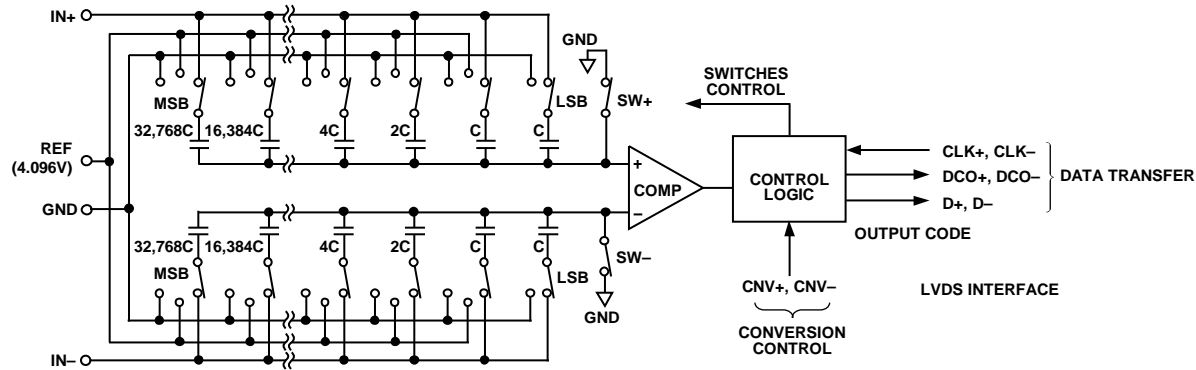 IN+
GND
SWITCHES
CONTROL
MSB
LSB
SW+
32,768C 16,384C 4C 2C C C
REF
(4.096V)
GND
+
COMP
–
CONTROL
LOGIC
CLK+, CLK–
DCO+, DCO–
D+, D–
DATA TRANSFER
OUTPUT CODE
32,768C 16,384C 4C 2C C C
MSB
LSB
SW–
GND
CNV+, CNV–
LVDS INTERFACE
CONVERSION
CONTROL
IN–